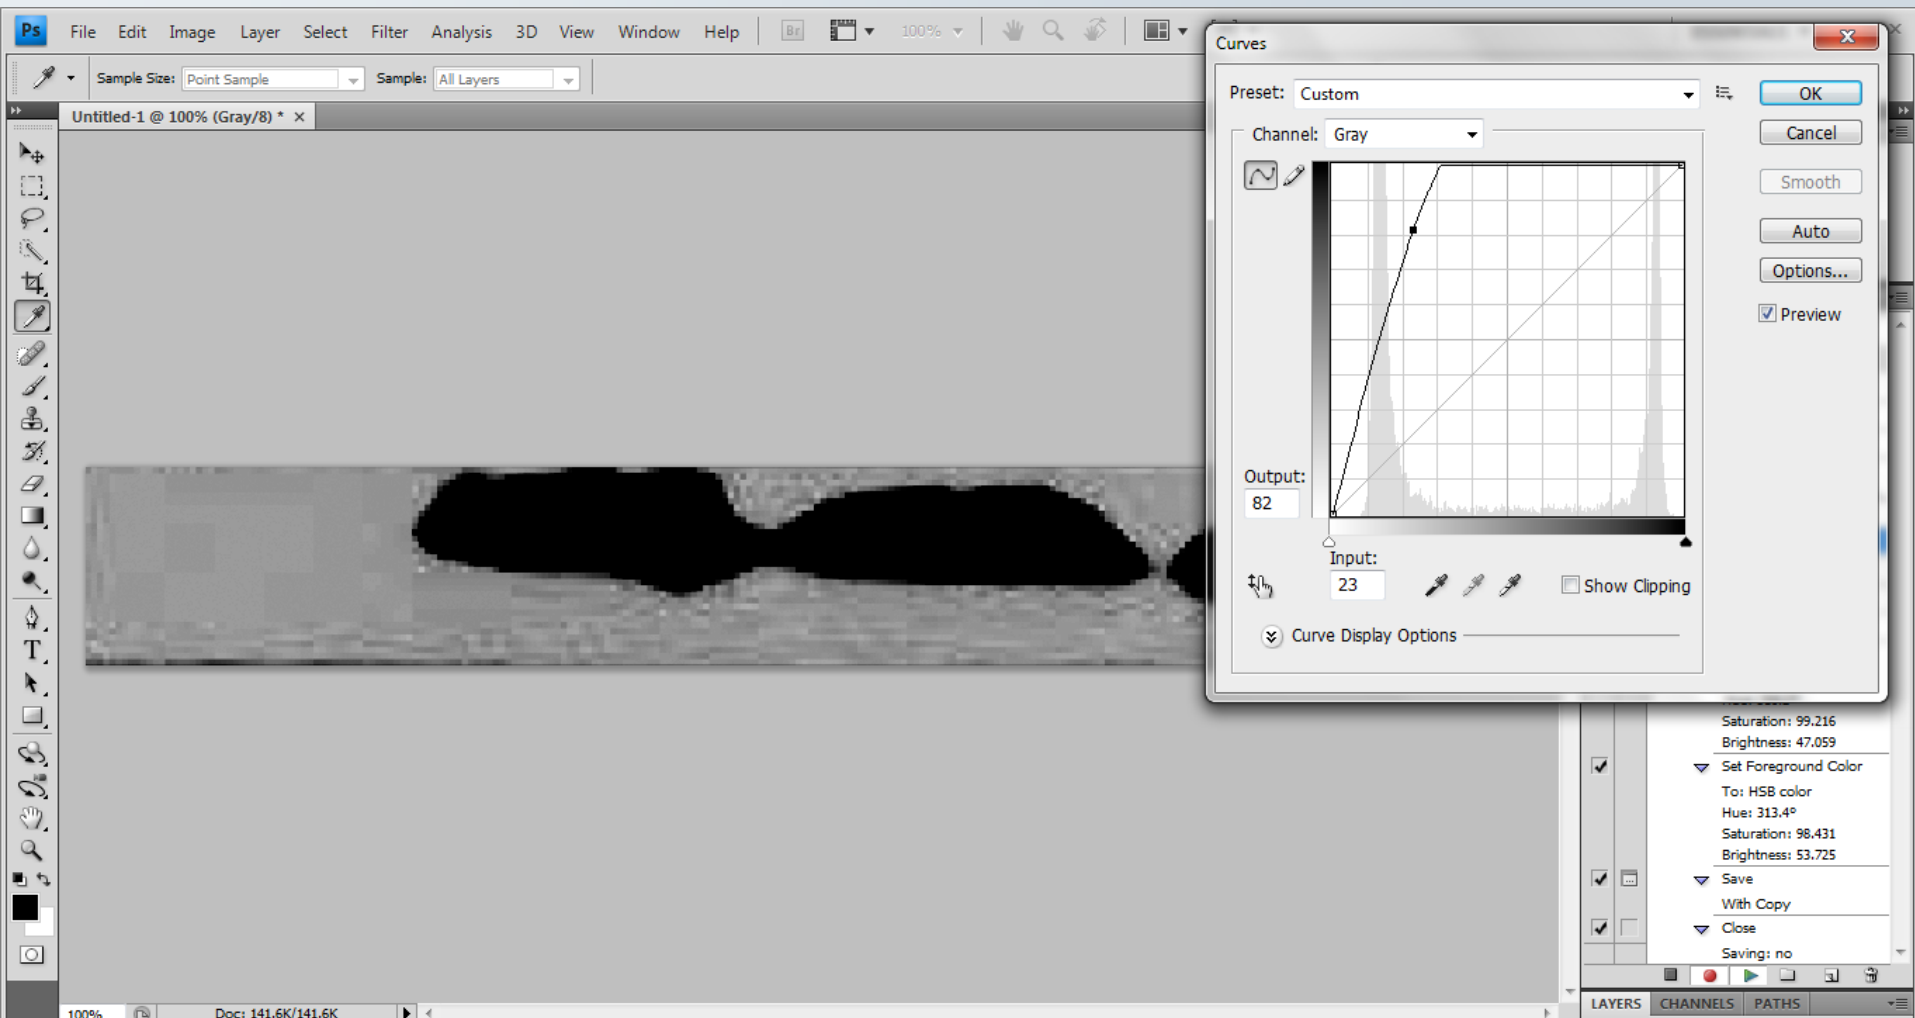 Ps File Edit Image Layer Select Filter Analysis 3D View Window Help Br 100%
Curves
Sample Size: Point Sample Sample: All Layers
Untitled-1 @ 100% (Gray/8) * ×
Preset: Custom
OK
Channel: Gray
Cancel
Smooth
Auto
Options...
Preview
Output:
82
Input:
23
Show Clipping
Curve Display Options
Saturation: 99.216
Brightness: 47.059
Set Foreground Color
To: HSB color
Hue: 313.4º
Saturation: 98.431
Brightness: 53.725
Save
With Copy
Close
Saving: no
LAYERS CHANNELS PATHS
100% Doc: 141.6K/141.6K